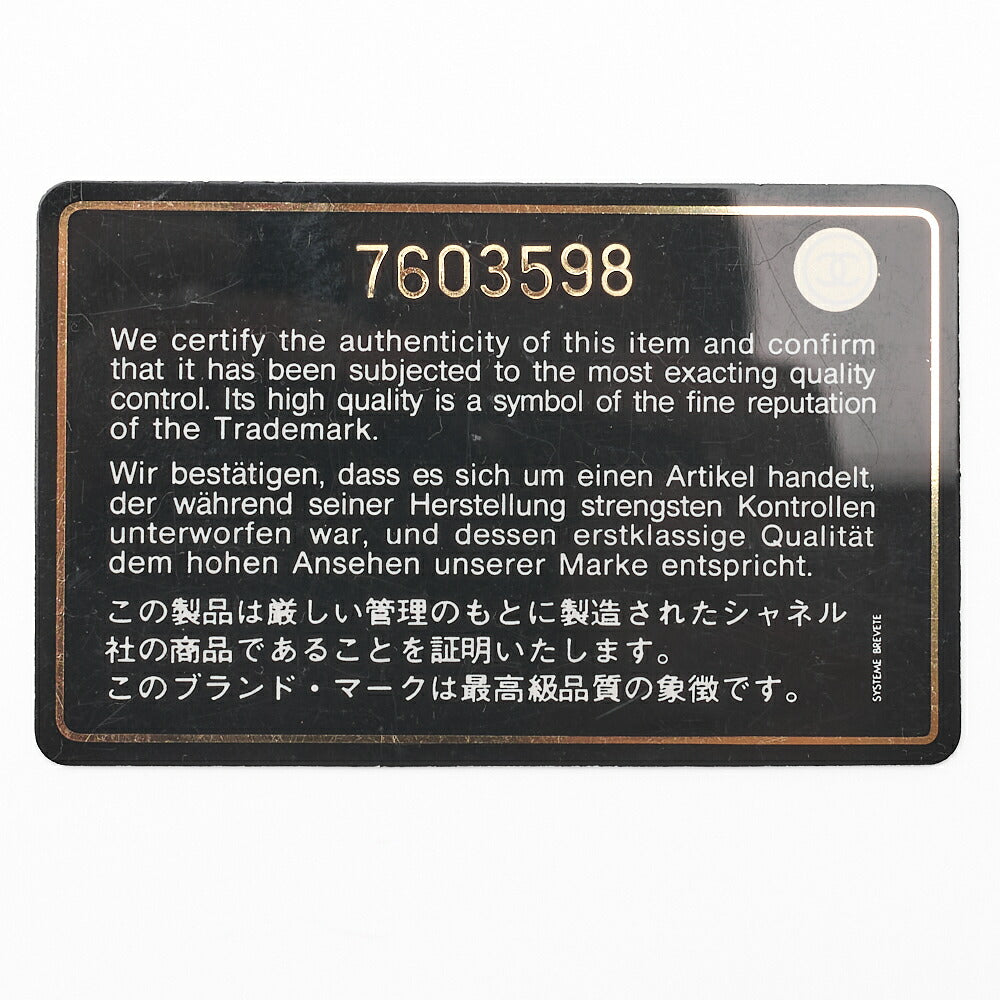 7603598
We certify the authenticity of this item and confirm
that it has been subjected to the most exacting quality
control. Its high quality is a symbol of the fine reputation
of the Trademark.
Wir bestätigen, dass es sich um einen Artikel handelt,
der während seiner Herstellung strengsten Kontrollen
unterworfen war, und dessen erstklassige Qualität
dem hohen Ansehen unserer Marke entspricht.
この製品は厳しい管理のもとに製造されたシャネル
社の商品であることを証明いたします。
このブランド・マークは最高級品質の象徴です。
SYSTEME BREVETE